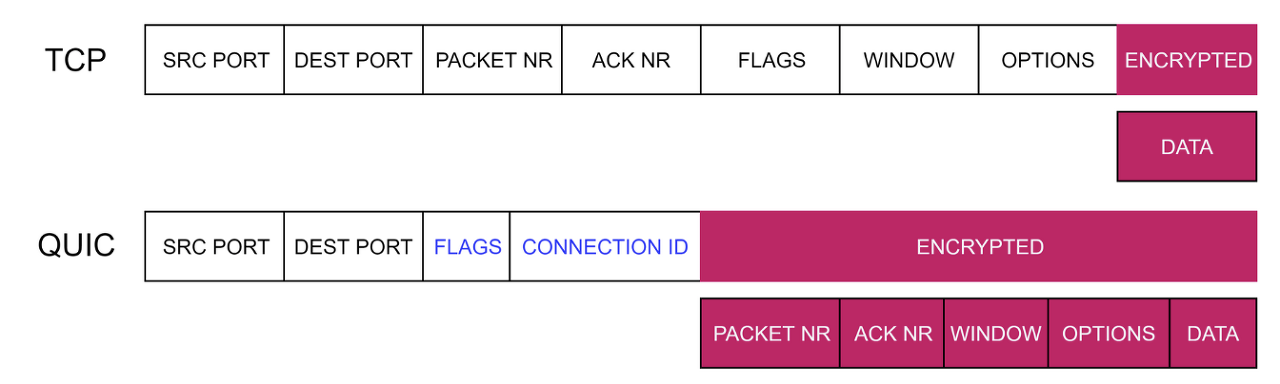 TCP SRC PORT DEST PORT PACKET NR ACK NR FLAGS WINDOW OPTIONS ENCRYPTED
DATA
QUIC SRC PORT DEST PORT FLAGS CONNECTION ID ENCRYPTED
PACKET NR ACK NR WINDOW OPTIONS DATA